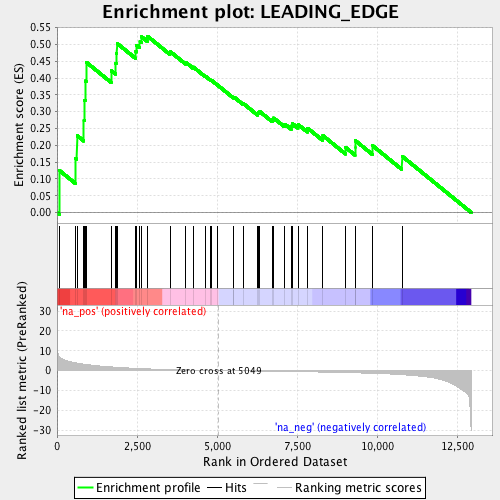 Enrichment plot: LEADING_EDGE
Enrichment score (ES)
0.55
0.50
0.45
0.40
0.35
0.30
0.25
0.20
0.15
0.10
0.05
0.00
'na_pos' (positively correlated)
Ranked list metric (PreRanked)
30
20
10
0
-10
-20
-30
Zero cross at 5049
'na_neg' (negatively correlated)
0
2,500
5,000
7,500
10,000
12,500
Rank in Ordered Dataset
Enrichment profile
Hits
Ranking metric scores